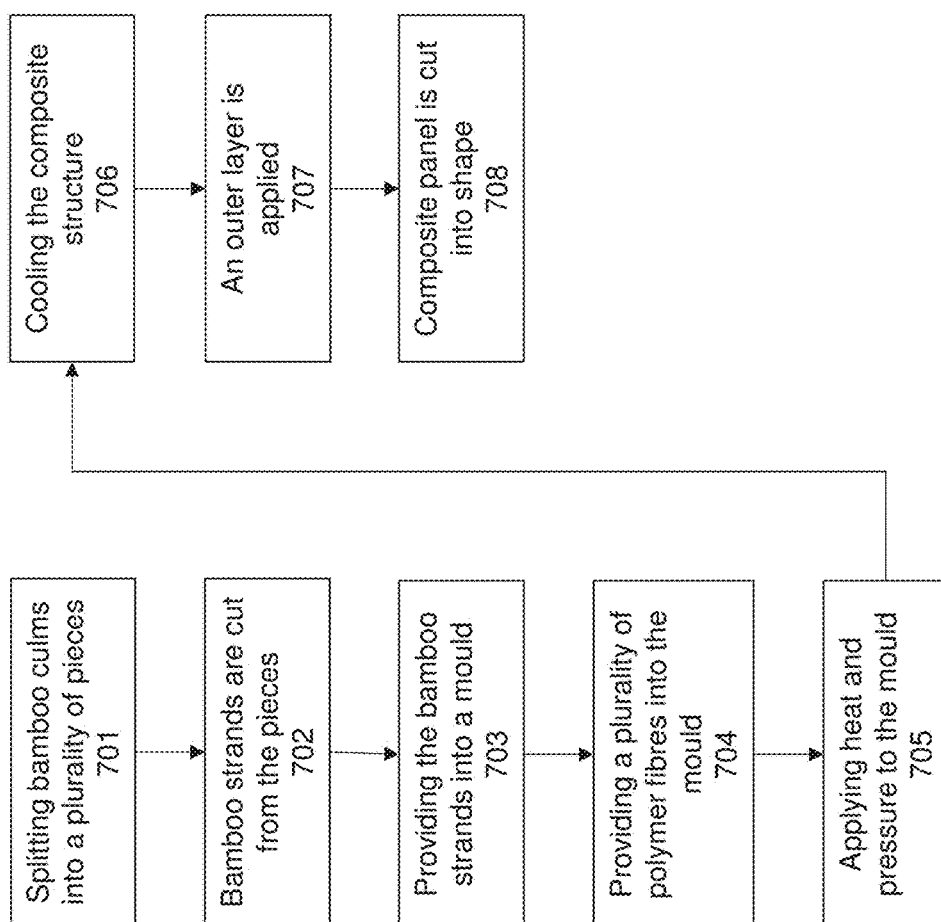 Splitting bamboo culms
into a plurality of pieces
701
Bamboo strands are cut
from the pieces
702
Providing the bamboo
strands into a mould
703
Providing a plurality of
polymer fibres into the
mould
704
Applying heat and
pressure to the mould
705
Cooling the composite
structure
706
An outer layer is
applied
707
Composite panel is cut
into shape
708